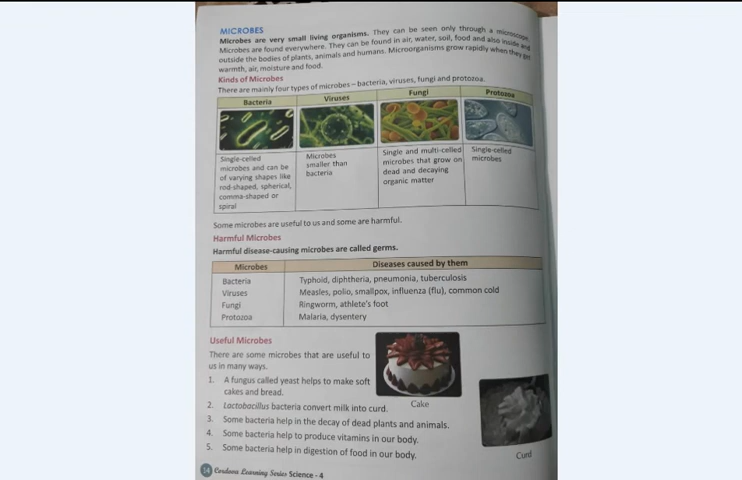 MICROBES
Microbes are very small living organisms. They can be seen only through a microscope.
Microbes are found everywhere. They can be found in air, water, soil, food and also inside and
outside the bodies of plants, animals and humans. Microorganisms grow rapidly when they get
warmth, air, moisture and food.
Kinds of Microbes
There are mainly four types of microbes – bacteria, viruses, fungi and protozoa.
Bacteria Viruses Fungi Protozoa
Single-celled
microbes and can be
of varying shapes like
rod-shaped, spherical,
comma-shaped or
spiral
Microbes
smaller than
bacteria
Single and multi-celled
microbes that grow on
dead and decaying
organic matter
Single-celled
microbes
Some microbes are useful to us and some are harmful.
Harmful Microbes
Harmful disease-causing microbes are called germs.
Microbes Diseases caused by them
Bacteria Typhoid, diphtheria, pneumonia, tuberculosis
Viruses Measles, polio, smallpox, influenza (flu), common cold
Fungi Ringworm, athlete's foot
Protozoa Malaria, dysentery
Useful Microbes
There are some microbes that are useful to
us in many ways.
1. A fungus called yeast helps to make soft
cakes and bread.
2. Lactobacillus bacteria convert milk into curd.
3. Some bacteria help in the decay of dead plants and animals.
4. Some bacteria help to produce vitamins in our body.
5. Some bacteria help in digestion of food in our body.
Cake
Curd
Learning Series Science - 4